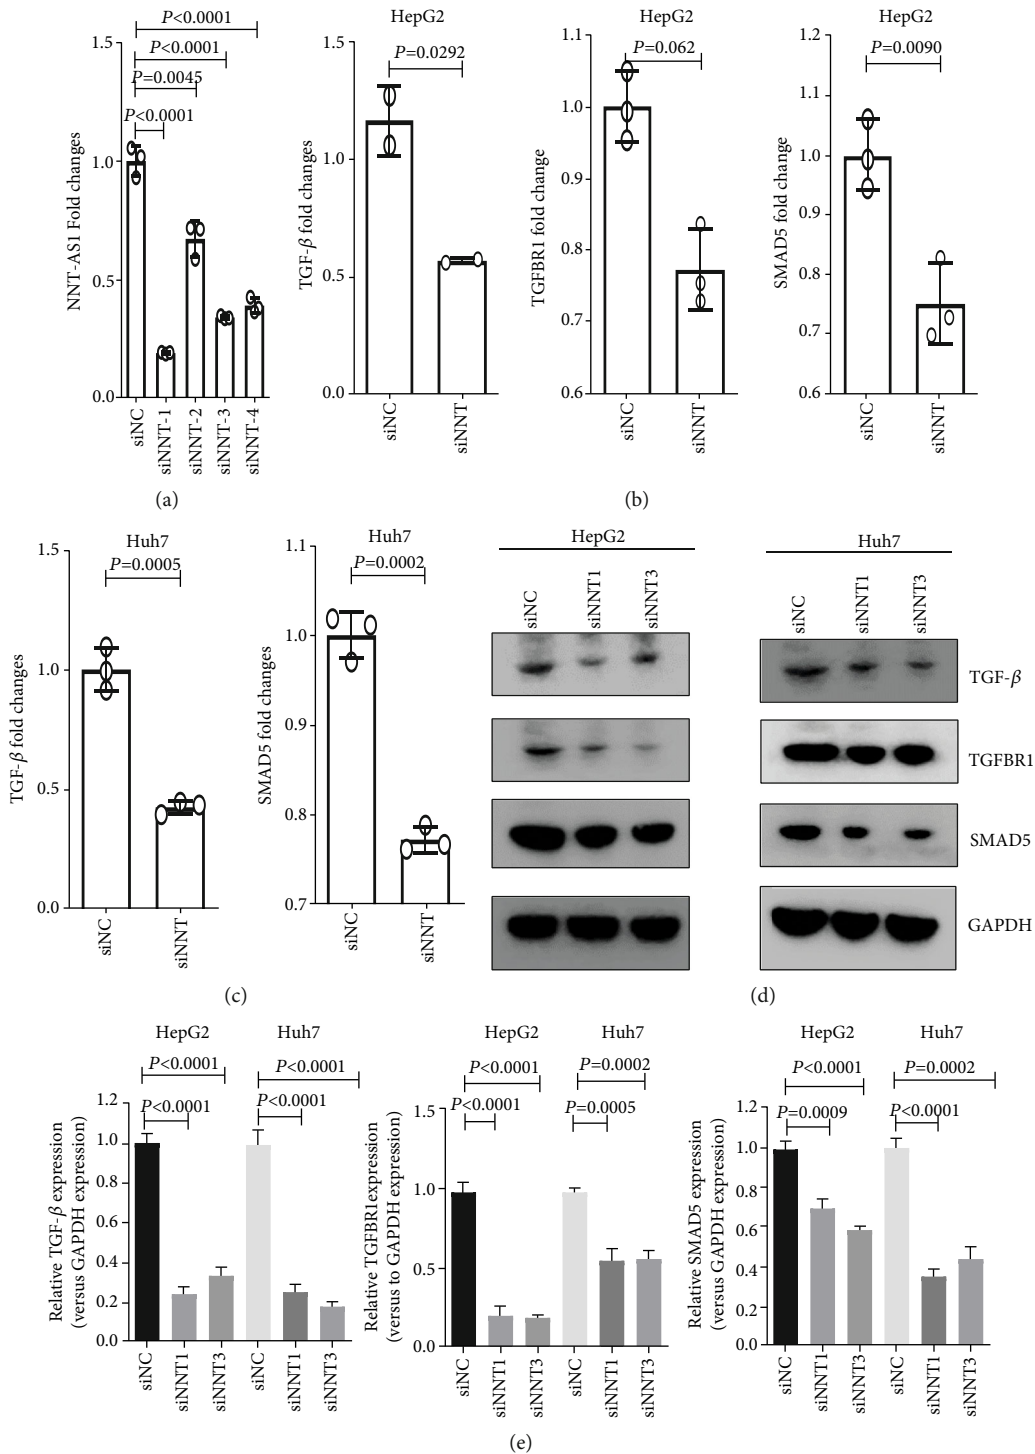 P<0.0001
P<0.0001
P=0.0045
P<0.0001
NNT-AS1 Fold changes
1.5
1.0
0.5
0.0
siNC
siNNT-1
siNNT-2
siNNT-3
siNNT-4
(a)
HepG2
P=0.0292
TGF-β fold changes
1.5
1.0
0.5
0.0
siNC
siNNT
HepG2
P=0.062
TGFBR1 fold change
1.1
1.0
0.9
0.8
0.7
0.6
siNC
siNNT
HepG2
P=0.0090
SMAD5 fold change
1.2
1.1
1.0
0.9
0.8
0.7
0.6
siNC
siNNT
(b)
Huh7
P=0.0005
TGF-β fold changes
1.5
1.0
0.5
0.0
siNC
siNNT
Huh7
P=0.0002
SMAD5 fold changes
1.1
1.0
0.9
0.8
0.7
siNC
siNNT
(c)
HepG2
siNC
siNNT1
siNNT3
Huh7
siNC
siNNT1
siNNT3
TGF-β
TGFBR1
SMAD5
GAPDH
(d)
HepG2
Huh7
P<0.0001
P<0.0001
P<0.0001
P<0.0001
Relative TGF-β expression
(versus GAPDH expression)
1.2
1.0
0.8
0.6
0.4
0.2
0.0
siNC
siNNT1
siNNT3
siNC
siNNT1
siNNT3
HepG2
Huh7
P<0.0001
P=0.0002
P<0.0001
P=0.0005
Relative TGFBR1expression
(versus to GAPDH expression)
1.5
1.0
0.5
0.0
siNC
siNNT1
siNNT3
siNC
siNNT1
siNNT3
HepG2
Huh7
P=0.0002
P<0.0001
P=0.0009
P<0.0001
Relative SMAD5 expression
(versus GAPDH expression)
1.2
1.0
0.8
0.6
0.4
0.2
0.0
siNC
siNNT1
siNNT3
siNC
siNNT1
siNNT3
(e)